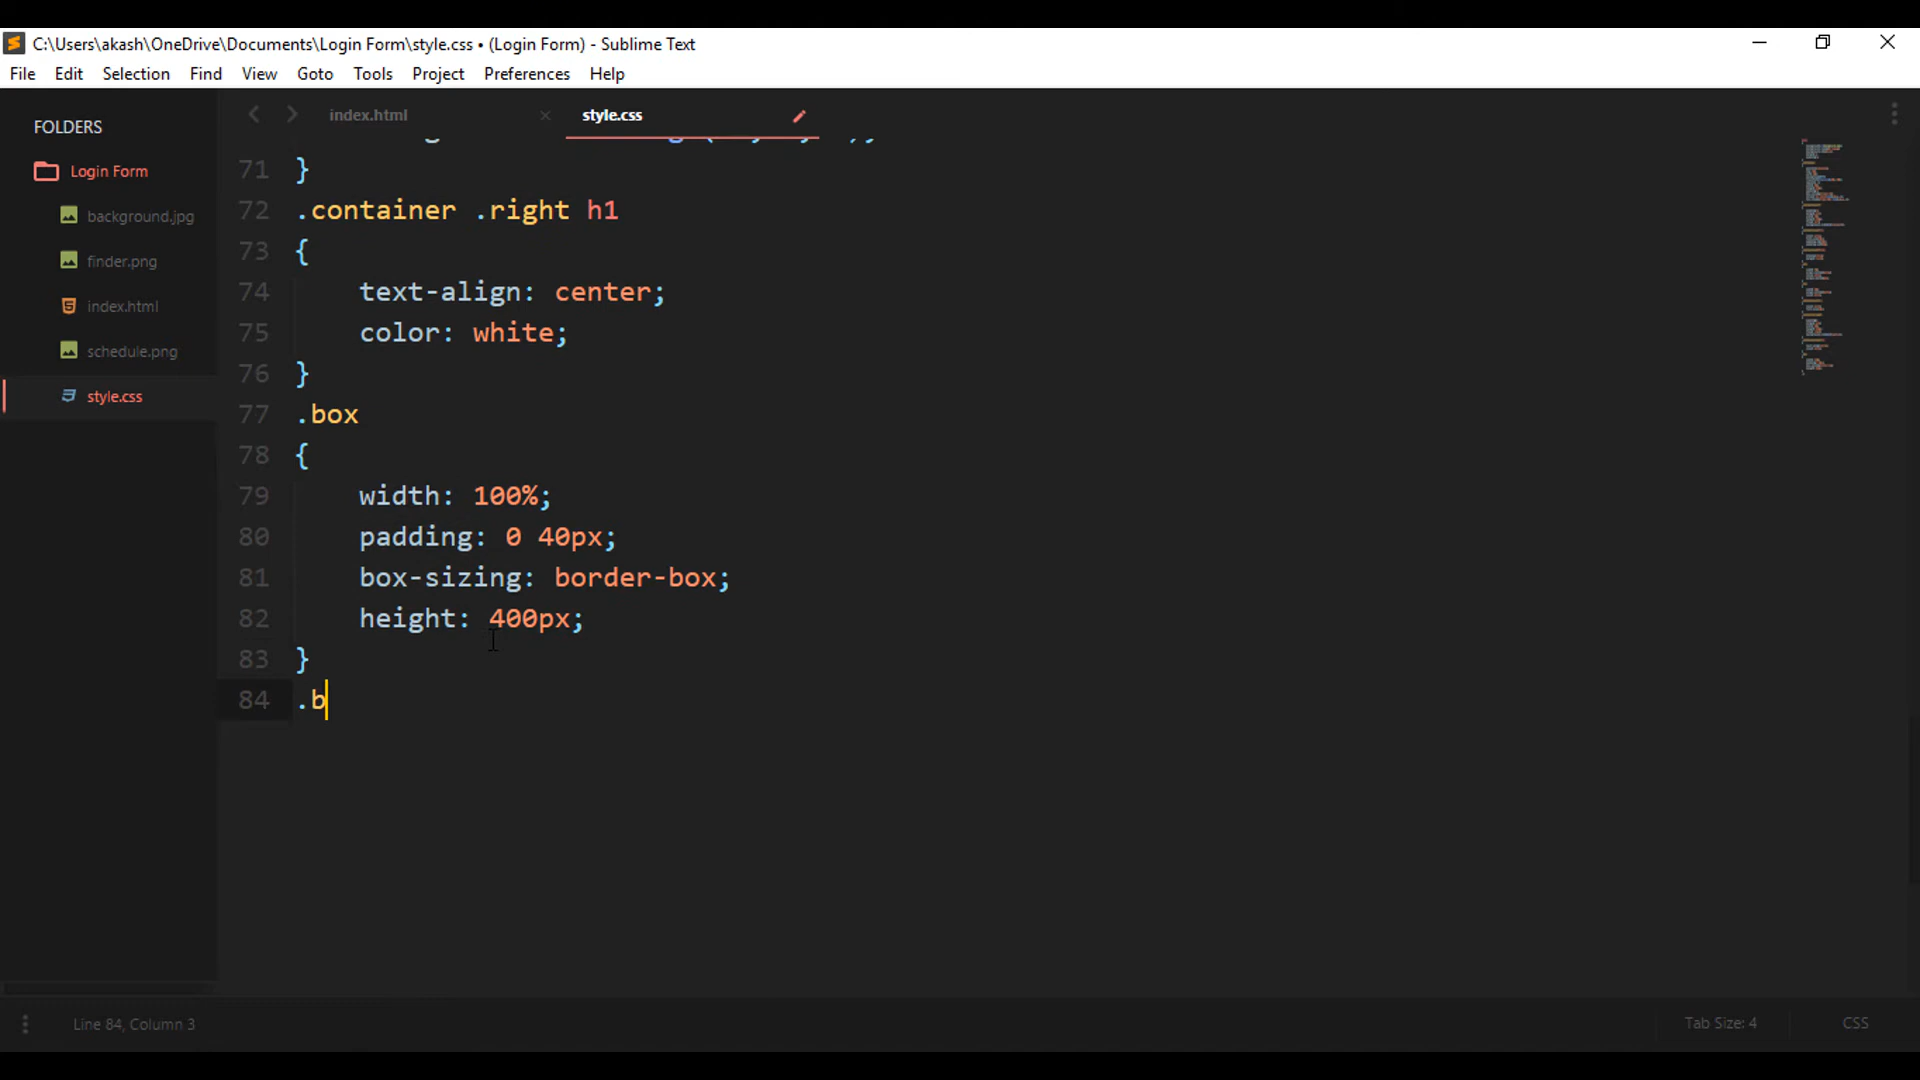 C:\Users\akash\OneDrive\Documents\Login Form\style.css • (Login Form) - Sublime Text
File Edit Selection Find View Goto Tools Project Preferences Help
FOLDERS
Login Form
background.jpg
finder.png
index.html
schedule.png
style.css
index.html style.css
71 }
72 .container .right h1
73 {
74 text-align: center;
75 color: white;
76 }
77 .box
78 {
79 width: 100%;
80 padding: 0 40px;
81 box-sizing: border-box;
82 height: 400px;
83 }
84 .b
Line 84, Column 3
Tab Size: 4
CSS